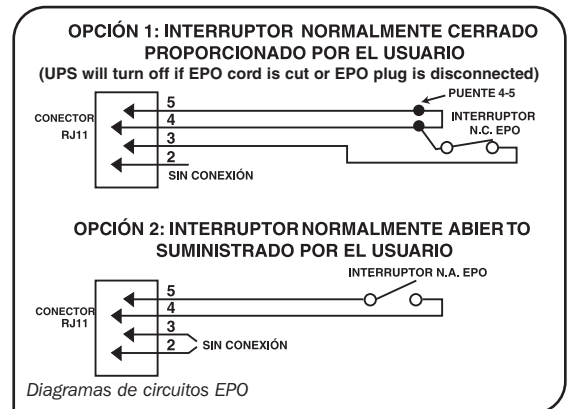 OPCIÓN 1: INTERRUPTOR NORMALMENTE CERRADO
PROPORCIONADO POR EL USUARIO
(UPS will turn off if EPO cord is cut or EPO plug is disconnected)
PUENTE 4-5
CONECTOR
RJ11
5
4
3
2
INTERRUPTOR
N.C. EPO
SIN CONEXIÓN
OPCIÓN 2: INTERRUPTOR NORMALMENTE ABIERTO
SUMINISTRADO POR EL USUARIO
INTERRUPTOR N.A. EPO
CONECTOR
RJ11
5
4
3
2
SIN CONEXIÓN
Diagramas de circuitos EPO